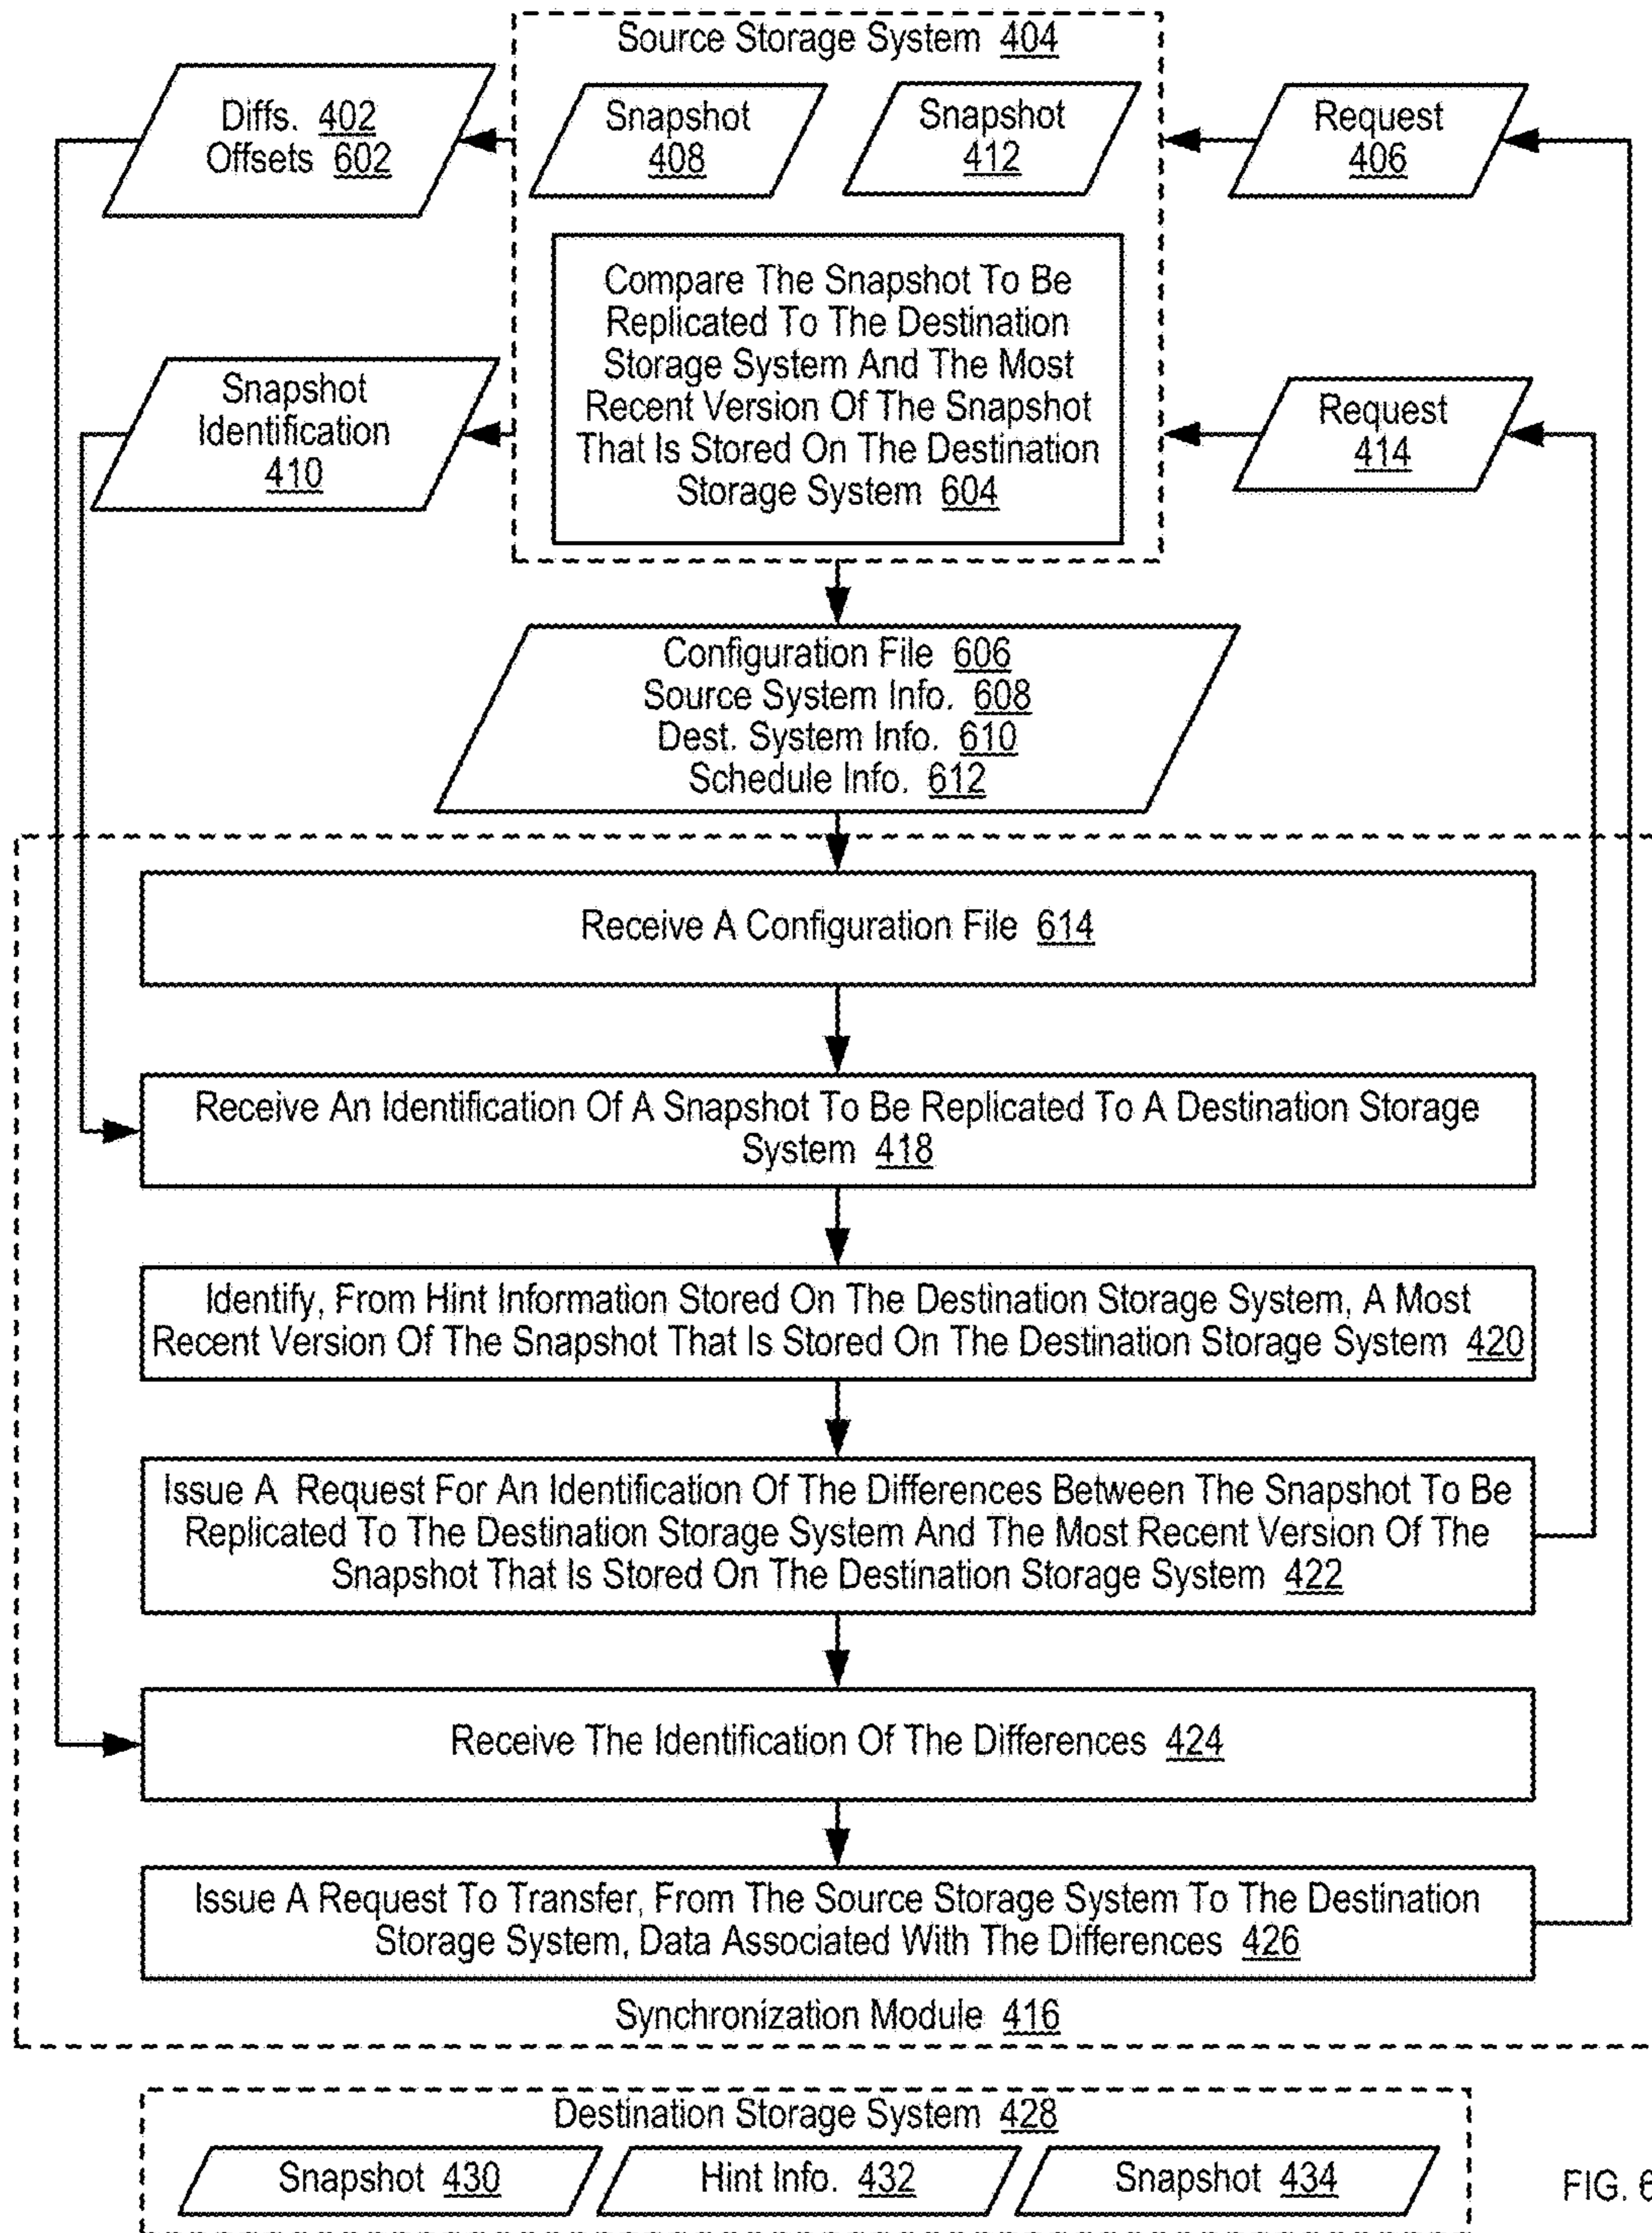 Source Storage System 404
Diffs. 402
Offsets 602
Snapshot
408
Snapshot
412
Request
406
Compare The Snapshot To Be
Replicated To The Destination
Storage System And The Most
Recent Version Of The Snapshot
That Is Stored On The Destination
Storage System 604
Snapshot
Identification
410
Request
414
Configuration File 606
Source System Info. 608
Dest. System Info. 610
Schedule Info. 612
Receive A Configuration File 614
Receive An Identification Of A Snapshot To Be Replicated To A Destination Storage
System 418
Identify, From Hint Information Stored On The Destination Storage System, A Most
Recent Version Of The Snapshot That Is Stored On The Destination Storage System 420
Issue A Request For An Identification Of The Differences Between The Snapshot To Be
Replicated To The Destination Storage System And The Most Recent Version Of The
Snapshot That Is Stored On The Destination Storage System 422
Receive The Identification Of The Differences 424
Issue A Request To Transfer, From The Source Storage System To The Destination
Storage System, Data Associated With The Differences 426
Synchronization Module 416
Destination Storage System 428
Snapshot 430
Hint Info. 432
Snapshot 434
FIG. 6